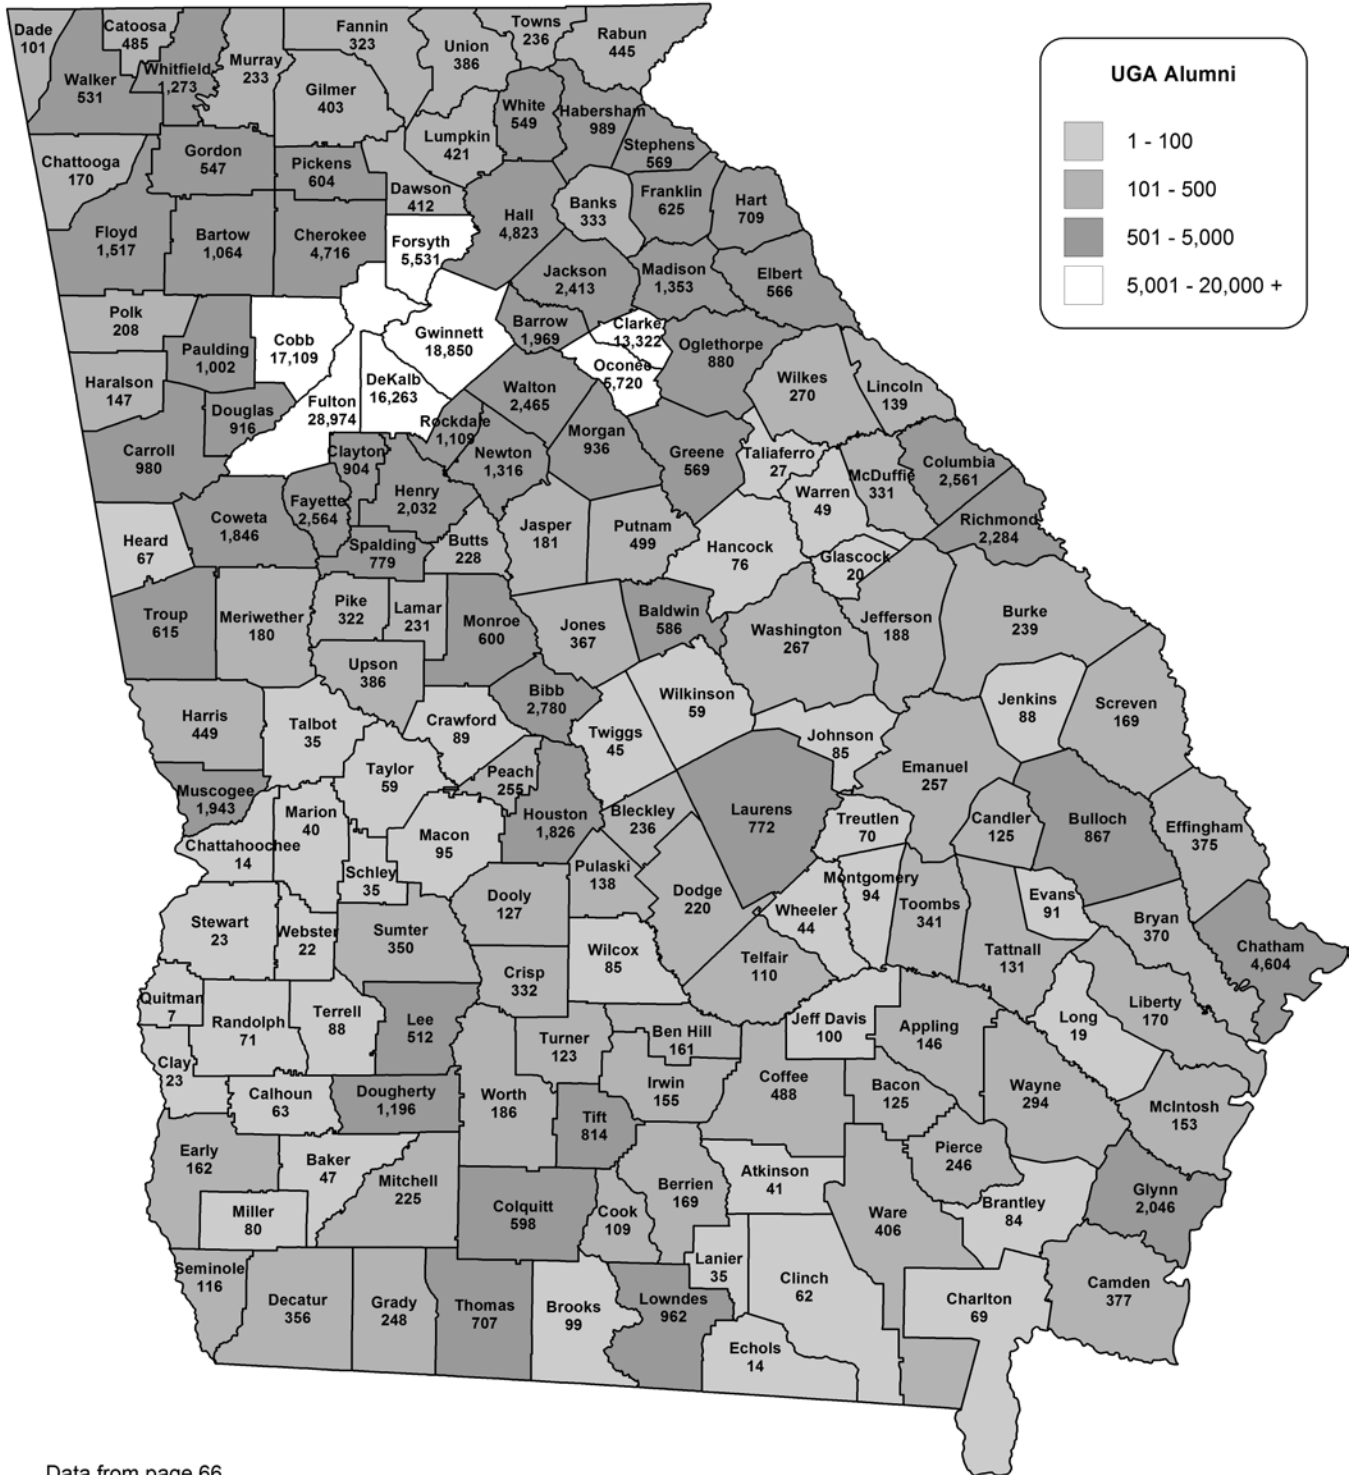 Dade
101
Catoosa
485
Walker
531
Whitfield
1,273
Murray
233
Fannin
323
Gilmer
403
Union
386
Towns
236
Rabun
445
White
549
Habersham
989
Lumpkin
421
Stephens
569
Chattooga
170
Gordon
547
Pickens
604
Dawson
412
Hall
4,823
Banks
333
Franklin
625
Hart
709
Floyd
1,517
Bartow
1,064
Cherokee
4,716
Forsyth
5,531
Jackson
2,413
Madison
1,353
Elbert
566
UGA Alumni
1 - 100
101 - 500
501 - 5,000
5,001 - 20,000 +
Polk
208
Paulding
1,002
Cobb
17,109
Gwinnett
18,850
Barrow
1,969
Clarke
13,322
Oconee
5,720
Oglethorpe
880
Wilkes
270
Lincoln
139
Haralson
147
Douglas
916
Fulton
28,974
DeKalb
16,263
Rockdale
1,109
Walton
2,465
Morgan
936
Greene
569
Taliaferro
27
Carroll
980
Clayton
904
Newton
1,316
Henry
2,032
Fayette
2,564
Coweta
1,846
Warren
49
McDuffie
331
Columbia
2,561
Richmond
2,284
Heard
67
Spalding
779
Butts
228
Jasper
181
Putnam
499
Hancock
76
Glascock
20
Troup
615
Meriwether
180
Pike
322
Lamar
231
Monroe
600
Jones
367
Baldwin
586
Washington
267
Jefferson
188
Burke
239
Upson
386
Bibb
2,780
Wilkinson
59
Jenkins
88
Screven
169
Harris
449
Talbot
35
Crawford
89
Twiggs
45
Johnson
85
Emanuel
257
Muscogee
1,943
Taylor
59
Peach
255
Houston
1,826
Bleckley
236
Laurens
772
Treutlen
70
Candler
125
Bulloch
867
Effingham
375
Chattahoochee
14
Marion
40
Macon
95
Schley
35
Pulaski
138
Dooly
127
Dodge
220
Wheeler
44
Montgomery
94
Toombs
341
Evans
91
Tattnall
131
Bryan
370
Chatham
4,604
Stewart
23
Webster
22
Sumter
350
Crisp
332
Wilcox
85
Telfair
110
Quitman
7
Randolph
71
Terrell
88
Lee
512
Turner
123
Ben Hill
161
Jeff Davis
100
Appling
146
Long
19
Liberty
170
Clay
23
Calhoun
63
Dougherty
1,196
Worth
186
Tift
814
Irwin
155
Coffee
488
Bacon
125
Wayne
294
McIntosh
153
Early
162
Baker
47
Mitchell
225
Miller
80
Colquitt
598
Cook
109
Berrien
169
Atkinson
41
Ware
406
Pierce
246
Brantley
84
Glynn
2,046
Seminole
116
Decatur
356
Grady
248
Thomas
707
Brooks
99
Lowndes
962
Lanier
35
Clinch
62
Echols
14
Charlton
69
Camden
377
Data from page 66